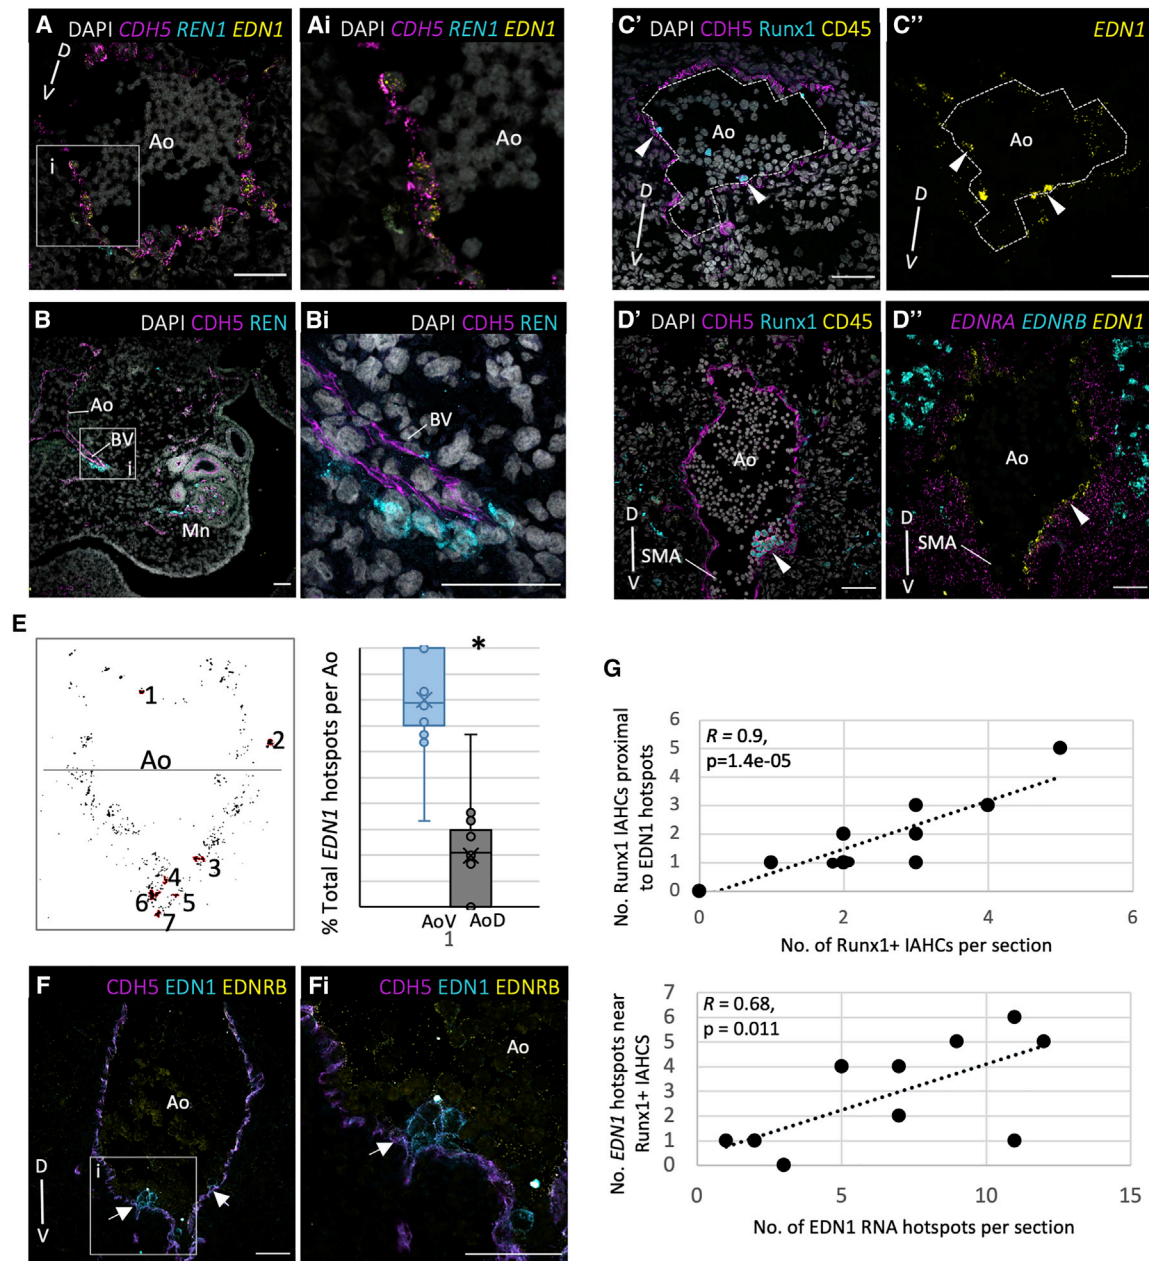 A DAPI CDH5 REN1 EDN1
D
V
Ao
i
Ai DAPI CDH5 REN1 EDN1
Ao
C' DAPI CDH5 Runx1 CD45
Ao
D
V
C'' EDN1
Ao
D
V
B DAPI CDH5 REN
Ao
BV
i
Mn
Bi DAPI CDH5 REN
BV
D' DAPI CDH5 Runx1 CD45
Ao
D
V
SMA
D'' EDNRA EDNRB EDN1
Ao
D
V
SMA
E
1
2
Ao
3
4
5
6
7
% Total EDN1 hotspots per Ao
*
AoV AoD
1
F CDH5 EDN1 EDNRB
Ao
D
V
i
Fi CDH5 EDN1 EDNRB
Ao
G
No. Runx1 IAHCs proximal
to EDN1 hotspots
6
5
4
3
2
1
0
R = 0.9,
p=1.4e-05
0 2 4 6
No. of Runx1+ IAHCs per section
No. EDN1 hotspots near
Runx1+ IAHCS
7
6
5
4
3
2
1
0
R = 0.68,
p = 0.011
0 5 10 15
No. of EDN1 RNA hotspots per section